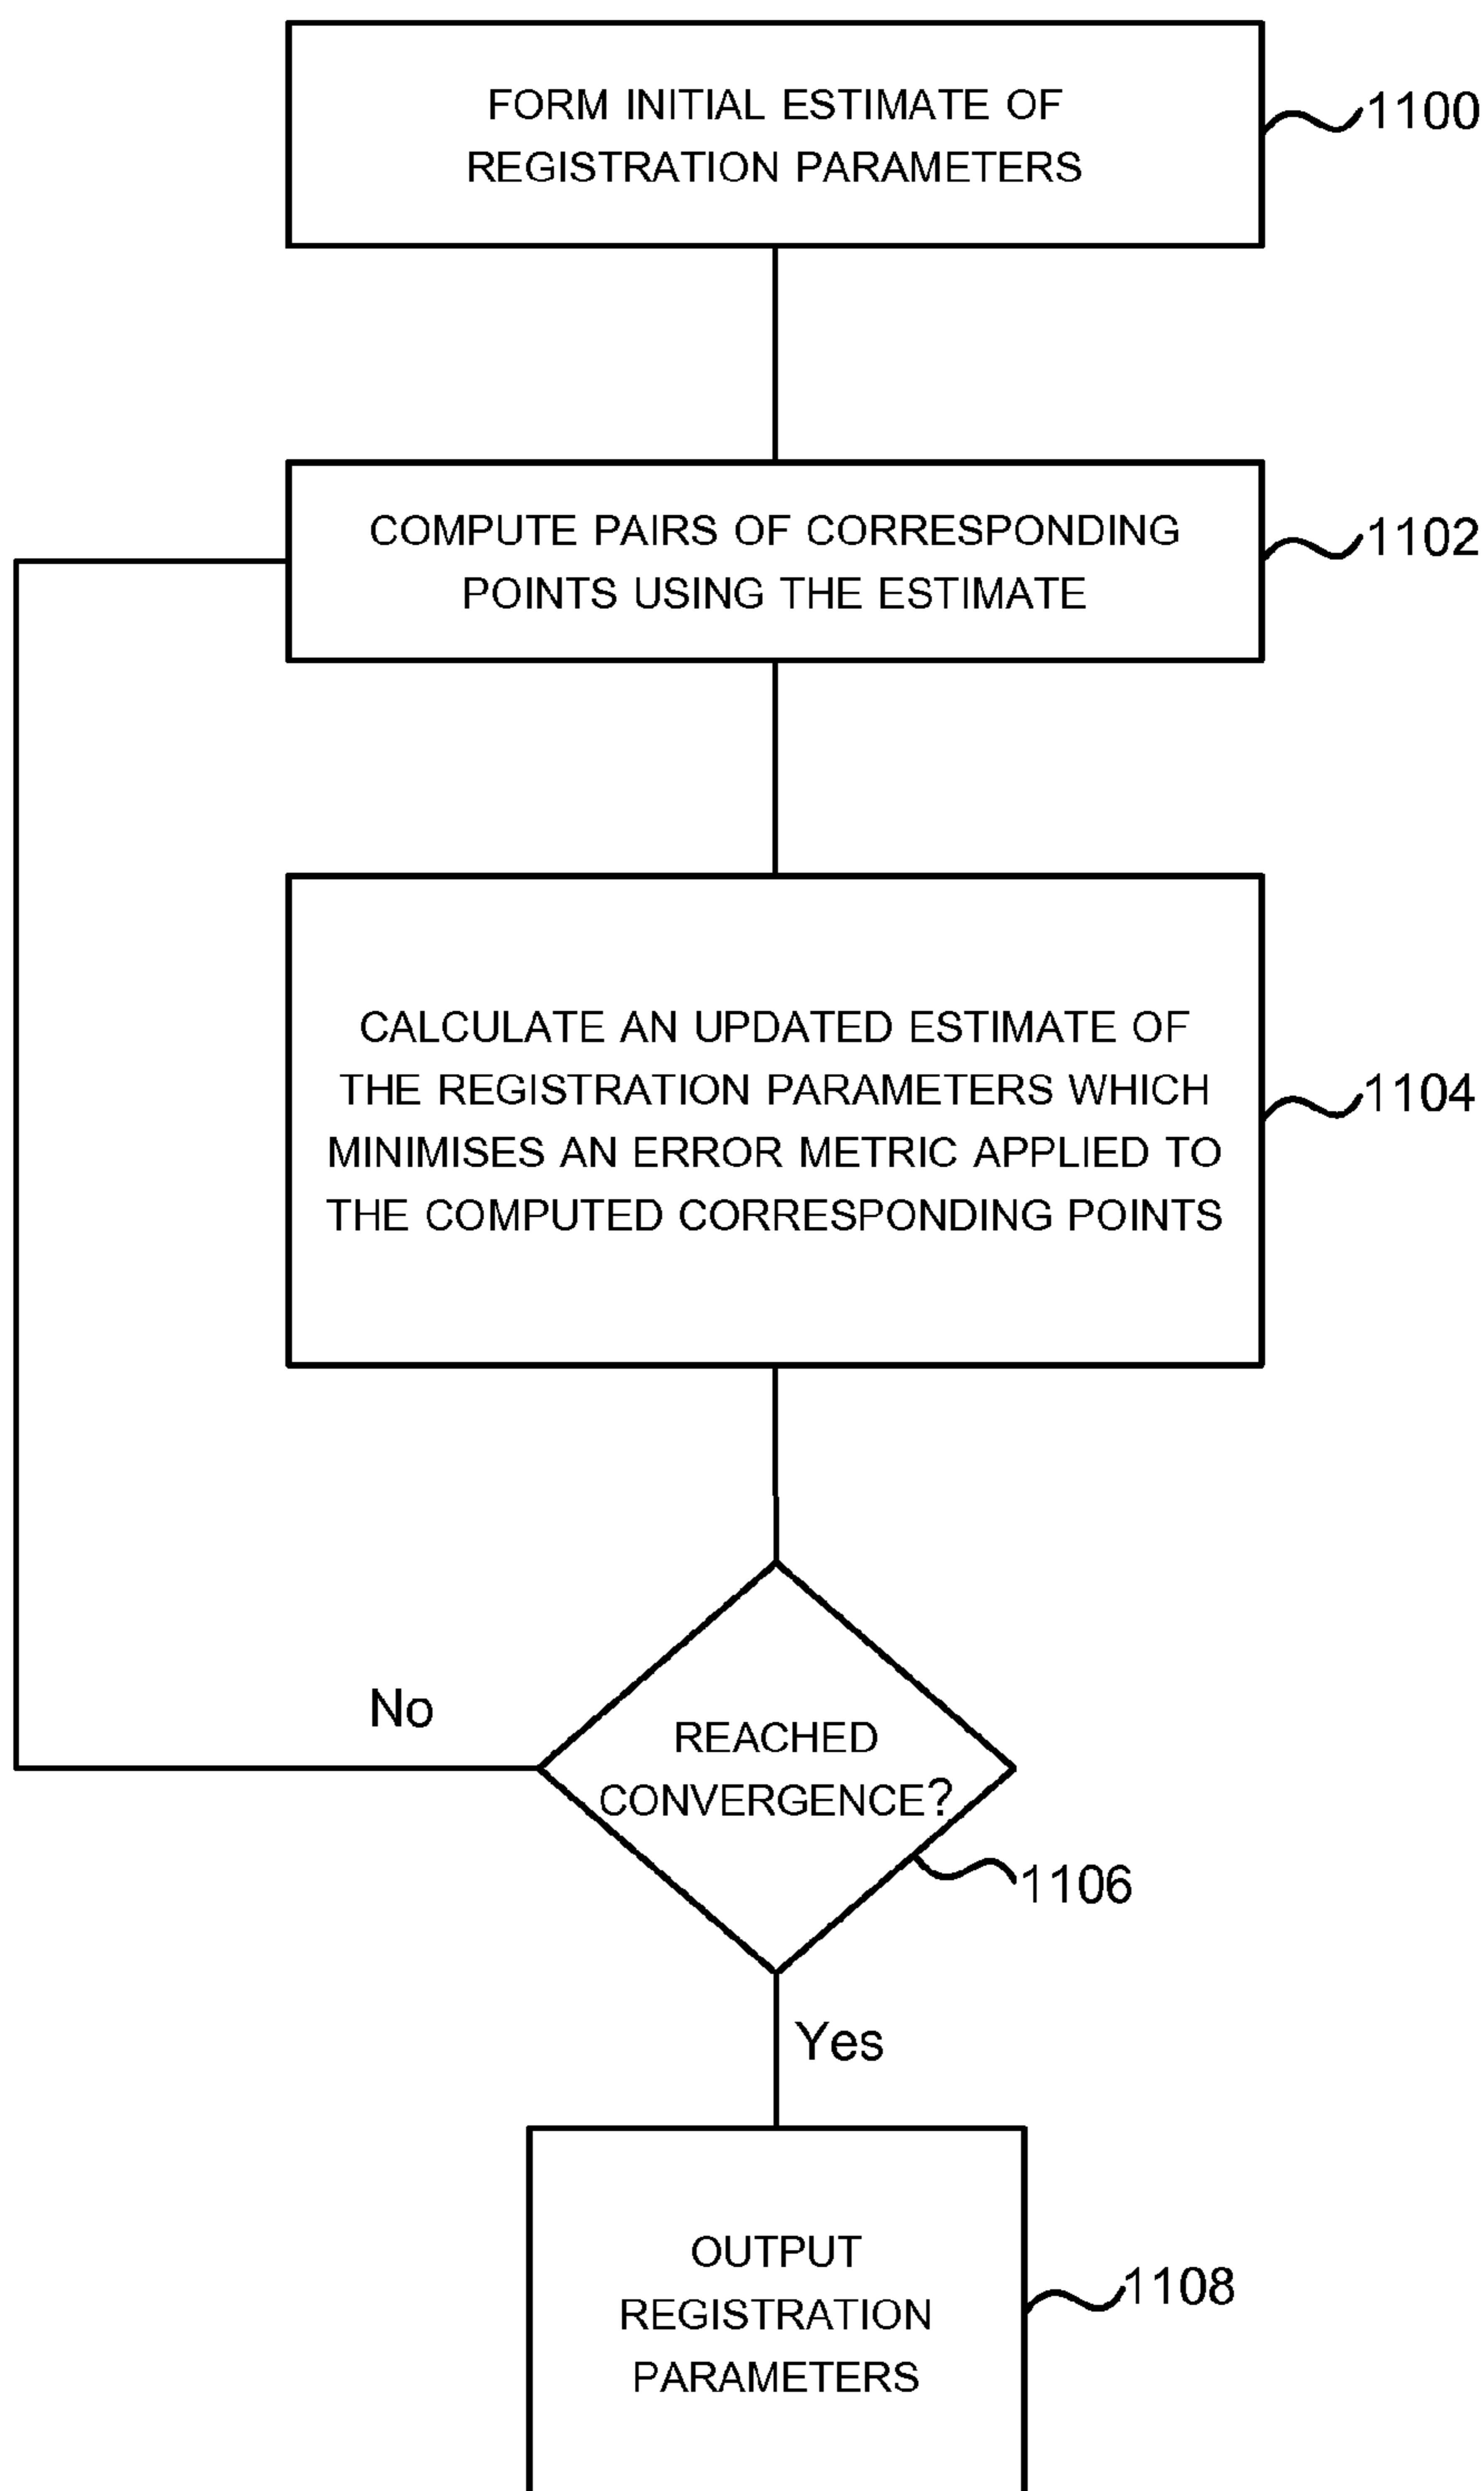 FORM INITIAL ESTIMATE OF
REGISTRATION PARAMETERS
1100
COMPUTE PAIRS OF CORRESPONDING
POINTS USING THE ESTIMATE
1102
CALCULATE AN UPDATED ESTIMATE OF
THE REGISTRATION PARAMETERS WHICH
MINIMISES AN ERROR METRIC APPLIED TO
THE COMPUTED CORRESPONDING POINTS
1104
No
REACHED
CONVERGENCE?
1106
Yes
OUTPUT
REGISTRATION
PARAMETERS
1108